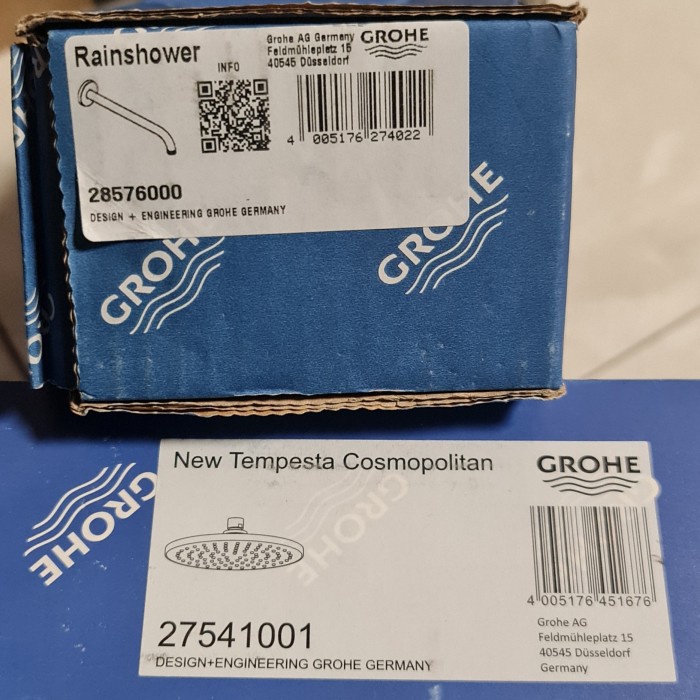 Rainshower
INFO
Grohe AG Germany
Feldmühleplatz 15
40545 Düsseldorf
GROHE
4 005176 274022
28576000
DESIGN + ENGINEERING GROHE GERMANY
GROHE
GROHE
GROHE
New Tempesta Cosmopolitan
GROHE
GROHE
4 005176 451676
27541001
DESIGN+ENGINEERING GROHE GERMANY
Grohe AG
Feldmühleplatz 15
40545 Düsseldorf
Germany